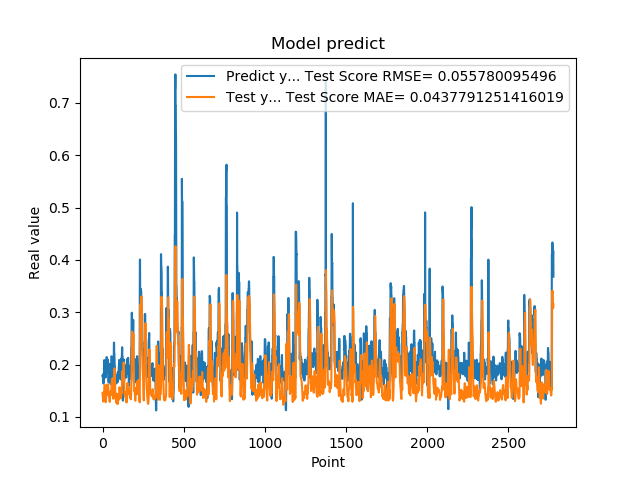 Model predict
Predict y... Test Score RMSE= 0.055780095496
Test y... Test Score MAE= 0.0437791251416019
Real value
0.7
0.6
0.5
0.4
0.3
0.2
0.1
0
500
1000
1500
2000
2500
Point